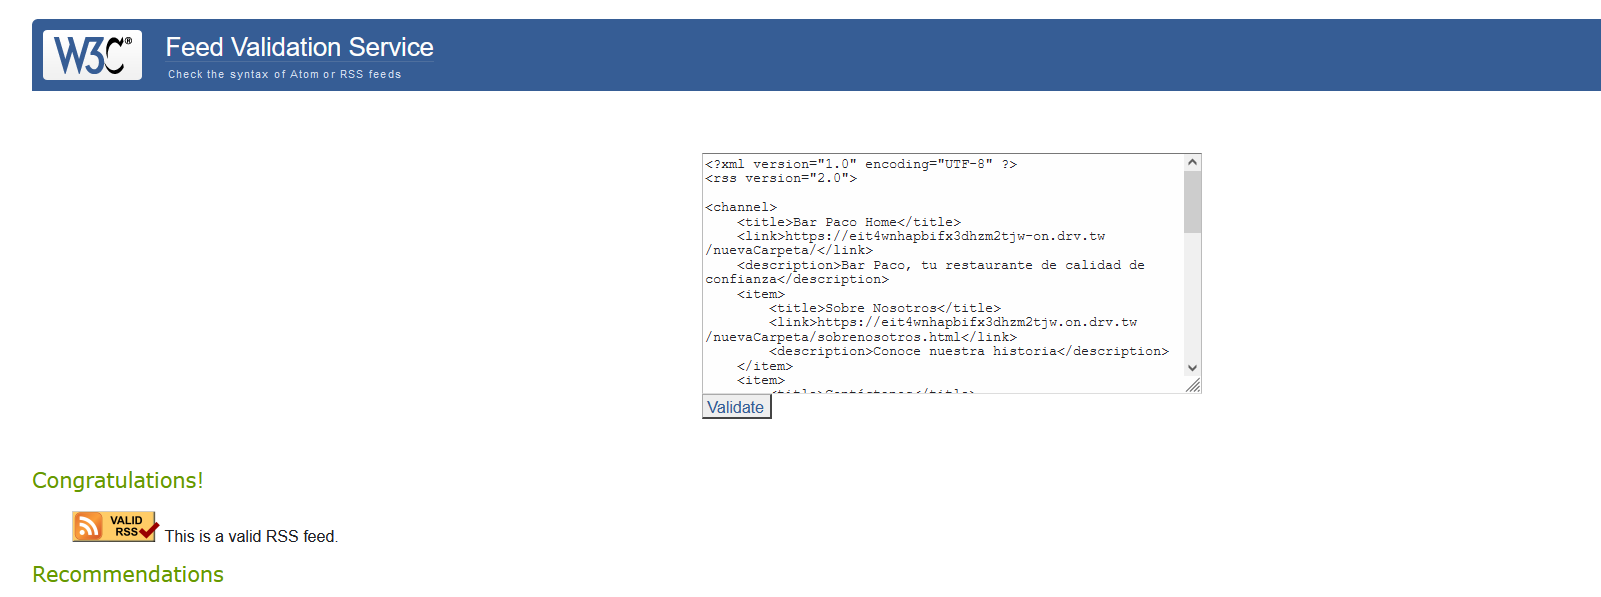 W3C®
Feed Validation Service
Check the syntax of Atom or RSS feeds
<?xml version="1.0" encoding="UTF-8" ?>
<rss version="2.0">
<channel>
<title>Bar Paco Home</title>
<link>https://eit4wnhapbifx3dhzm2tjw-on.drv.tw
/nuevaCarpeta/</link>
<description>Bar Paco, tu restaurante de calidad de
confianza</description>
<item>
<title>Sobre Nosotros</title>
<link>https://eit4wnhapbifx3dhzm2tjw.on.drv.tw
/nuevaCarpeta/sobrenosotros.html</link>
<description>Conoce nuestra historia</description>
</item>
<item>
Validate
Congratulations!
VALID
RSS
This is a valid RSS feed.
Recommendations